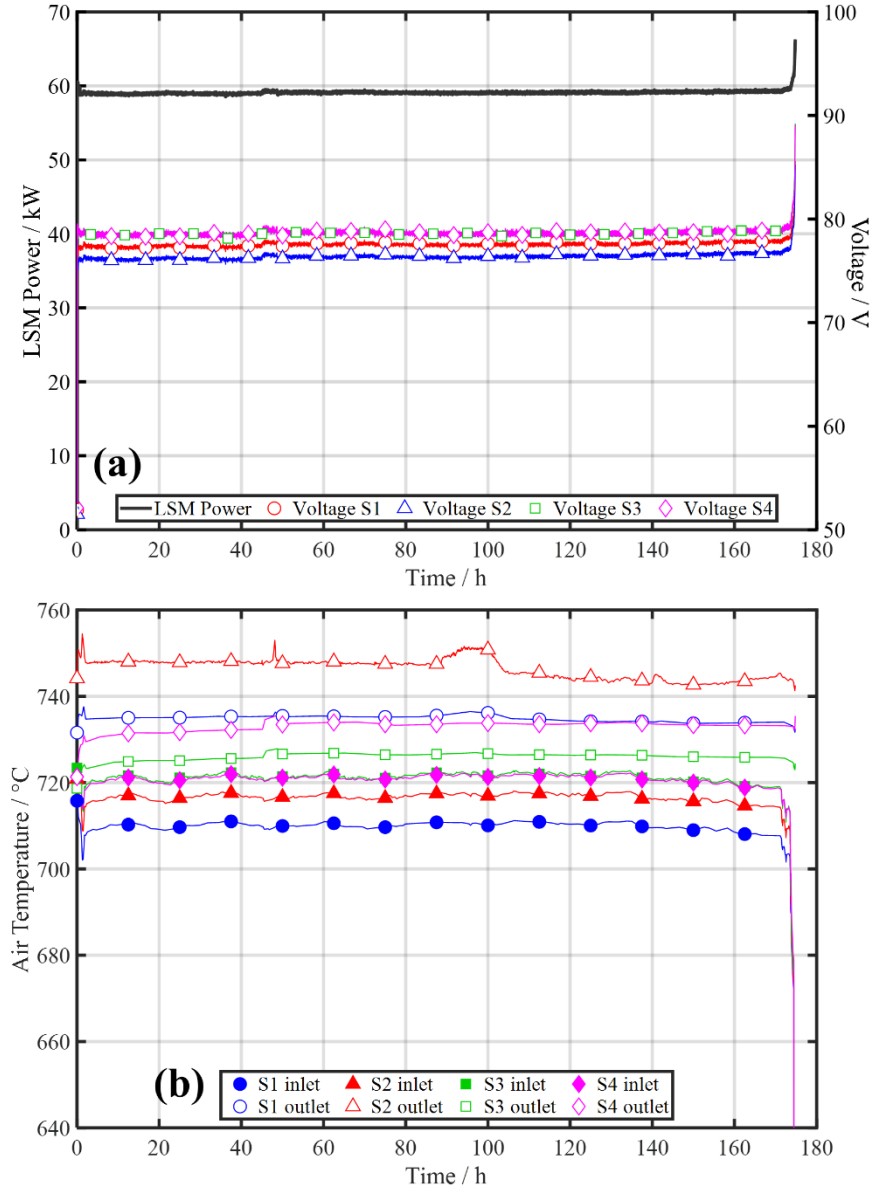 70
60
50
40
30
20
10
0
LSM Power / kW
100
90
80
70
60
50
Voltage / V
(a)
LSM Power Voltage S1 Voltage S2 Voltage S3 Voltage S4
0 20 40 60 80 100 120 140 160 180
Time / h
760
740
720
700
680
660
640
Air Temperature / °C
(b)
S1 inlet S2 inlet S3 inlet S4 inlet
S1 outlet S2 outlet S3 outlet S4 outlet
0 20 40 60 80 100 120 140 160 180
Time / h